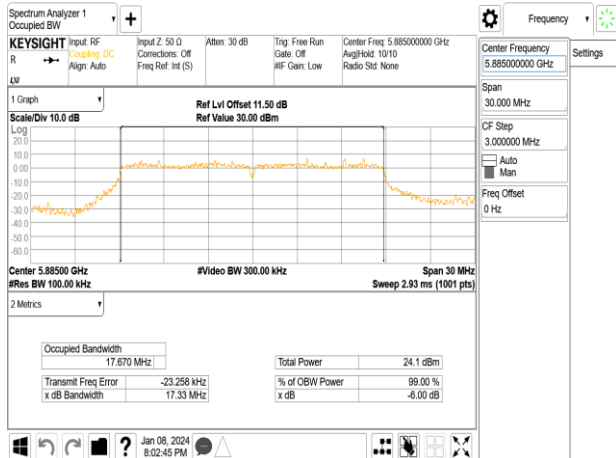 Spectrum Analyzer 1
Occupied BW
Frequency
KEYSIGHT
R
Input: RF
Coupling: DC
Align: Auto
Input Z: 50 Ω
Corrections: Off
Freq Ref: Int (S)
Atten: 30 dB
Trig: Free Run
Gate: Off
#IF Gain: Low
Center Freq: 5.885000000 GHz
Avg|Hold: 10/10
Radio Std: None
Center Frequency
5.885000000 GHz
Settings
Span
30.000 MHz
CF Step
3.000000 MHz
Auto
Man
Freq Offset
0 Hz
1 Graph
Scale/Div 10.0 dB
Ref Lvl Offset 11.50 dB
Ref Value 30.00 dBm
Log
20.0
10.0
0.00
-10.0
-20.0
-30.0
-40.0
-50.0
-60.0
Center 5.88500 GHz
#Video BW 300.00 kHz
Span 30 MHz
#Res BW 100.00 kHz
Sweep 2.93 ms (1001 pts)
2 Metrics
Occupied Bandwidth
17.670 MHz
Total Power 24.1 dBm
Transmit Freq Error -23.258 kHz
% of OBW Power 99.00 %
x dB Bandwidth 17.33 MHz
x dB -6.00 dB
?
Jan 08, 2024
8:02:45 PM